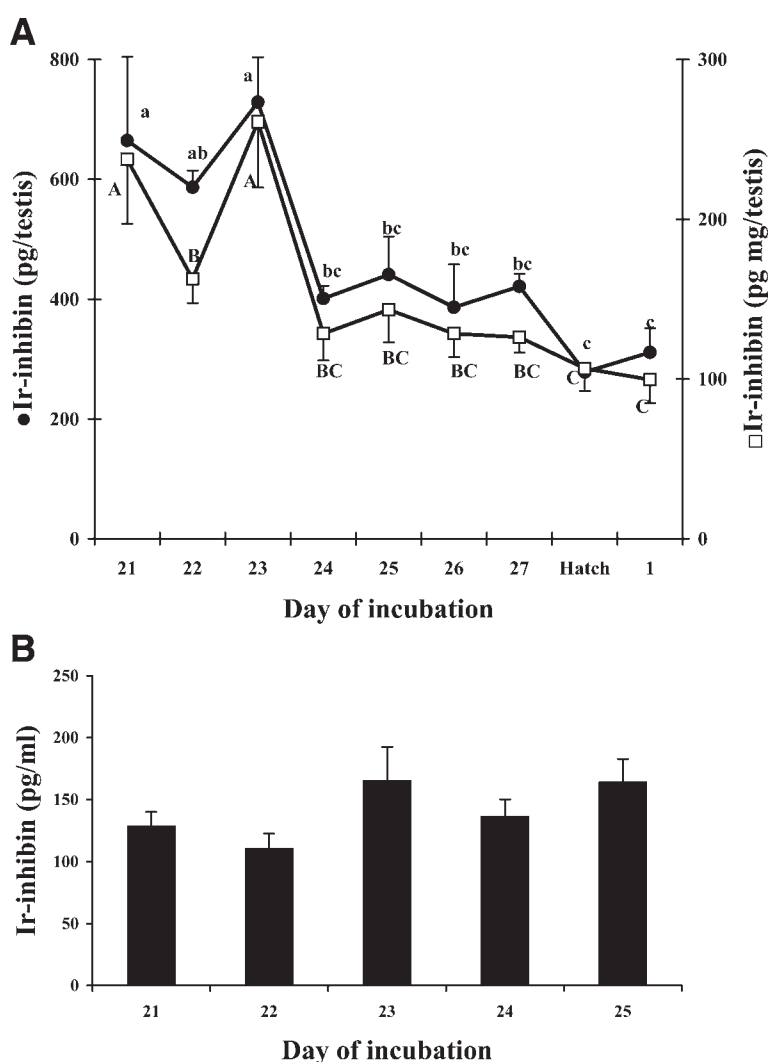 A
800
600
400
200
0
●Ir-inhibin (pg/testis)
300
200
100
0
□Ir-inhibin (pg mg/testis)
a
ab
a
bc
bc
bc
bc
c
c
A
B
A
BC
BC
BC
BC
C
C
21 22 23 24 25 26 27 Hatch 1
Day of incubation
B
250
200
150
100
50
0
Ir-inhibin (pg/ml)
21 22 23 24 25
Day of incubation